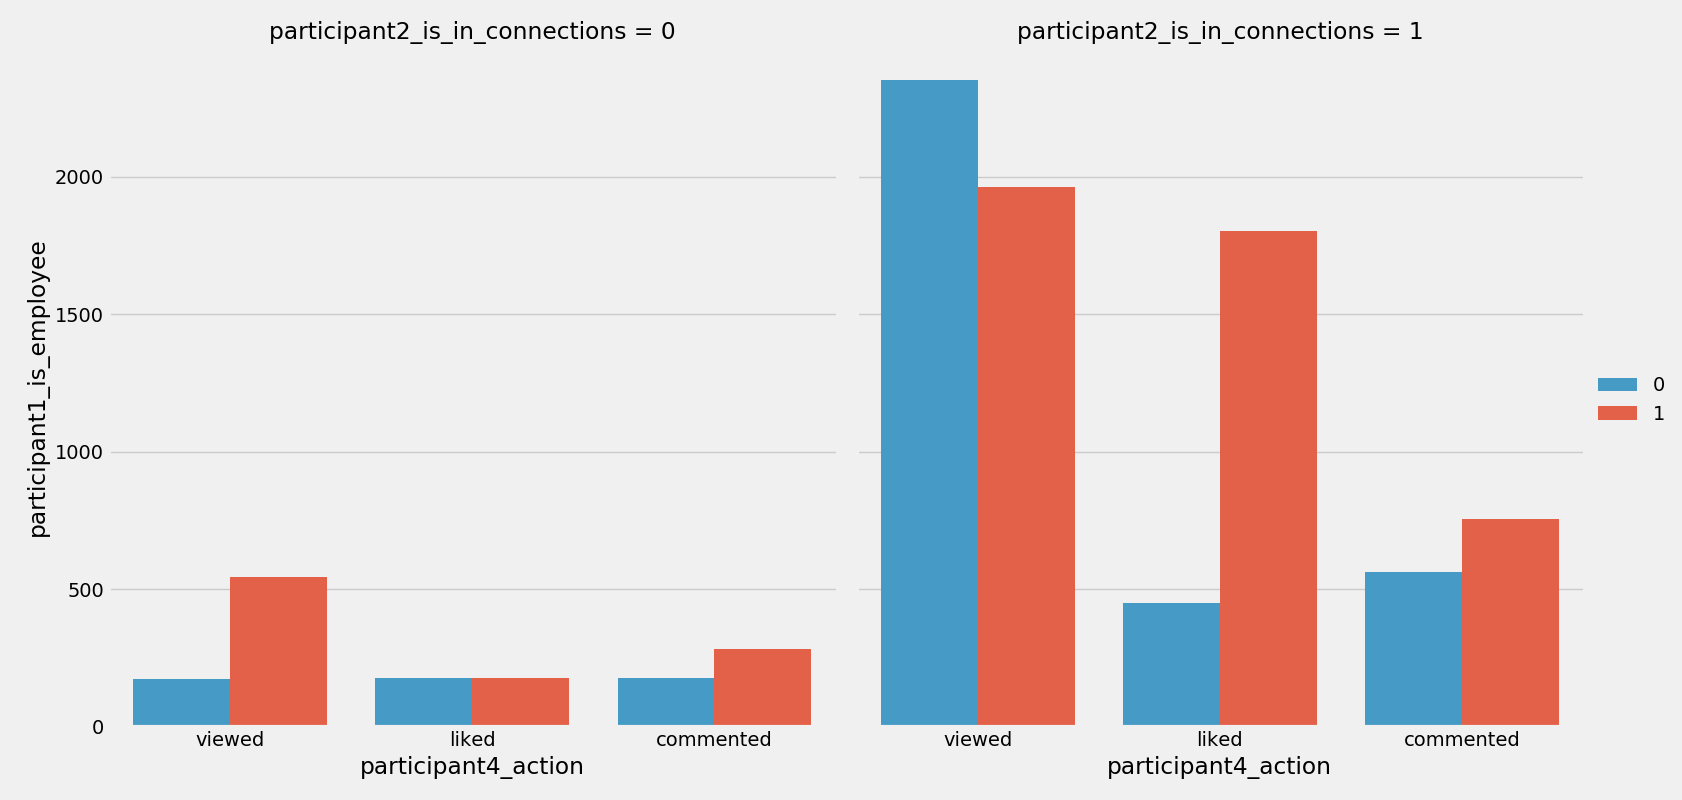 participant2_is_in_connections = 0
participant2_is_in_connections = 1
participant1_is_employee
2000
1500
1000
500
0
viewed
liked
commented
viewed
liked
commented
participant4_action
participant4_action
0
1